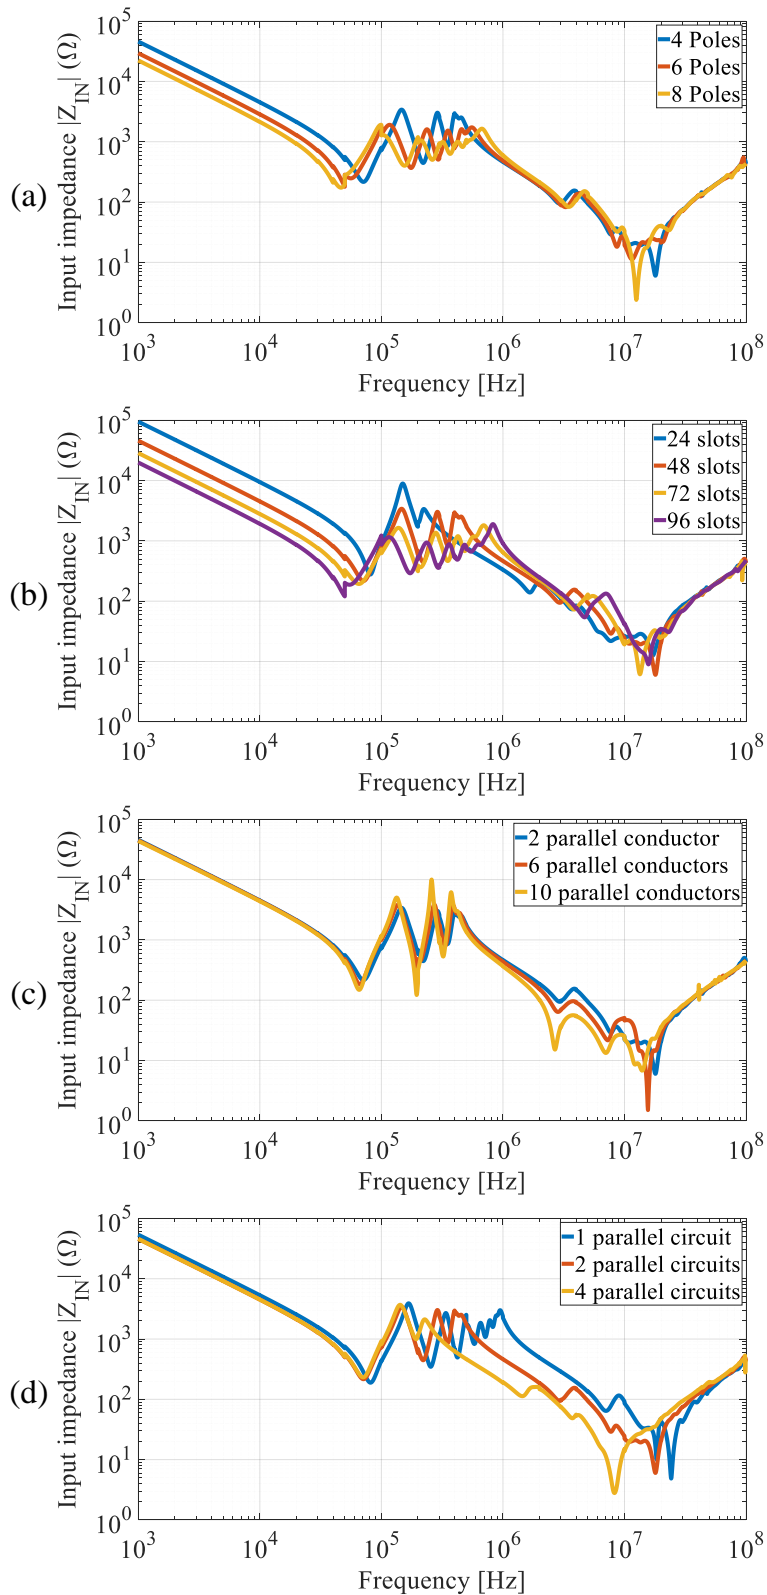 (a)
Input impedance |Z_IN| (Ω)
10^5
10^4
10^3
10^2
10^1
10^0
4 Poles
6 Poles
8 Poles
10^3 10^4 10^5 10^6 10^7 10^8
Frequency [Hz]
(b)
Input impedance |Z_IN| (Ω)
10^5
10^4
10^3
10^2
10^1
10^0
24 slots
48 slots
72 slots
96 slots
10^3 10^4 10^5 10^6 10^7 10^8
Frequency [Hz]
(c)
Input impedance |Z_IN| (Ω)
10^5
10^4
10^3
10^2
10^1
10^0
2 parallel conductor
6 parallel conductors
10 parallel conductors
10^3 10^4 10^5 10^6 10^7 10^8
Frequency [Hz]
(d)
Input impedance |Z_IN| (Ω)
10^5
10^4
10^3
10^2
10^1
10^0
1 parallel circuit
2 parallel circuits
4 parallel circuits
10^3 10^4 10^5 10^6 10^7 10^8
Frequency [Hz]